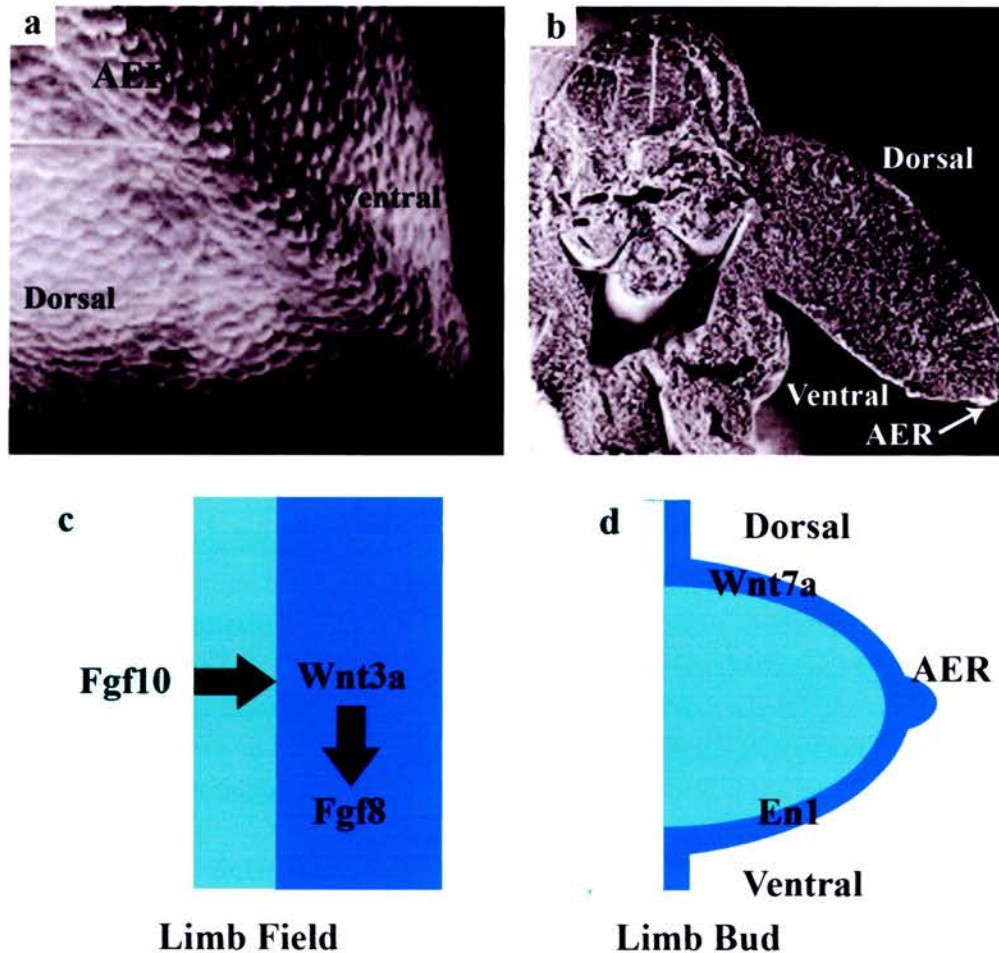 a
AER
Ventral
Dorsal
b
Dorsal
Ventral
AER
c
Fgf10
Wnt3a
Fgf8
Limb Field
d
Dorsal
Wnt7a
AER
En1
Ventral
Limb Bud